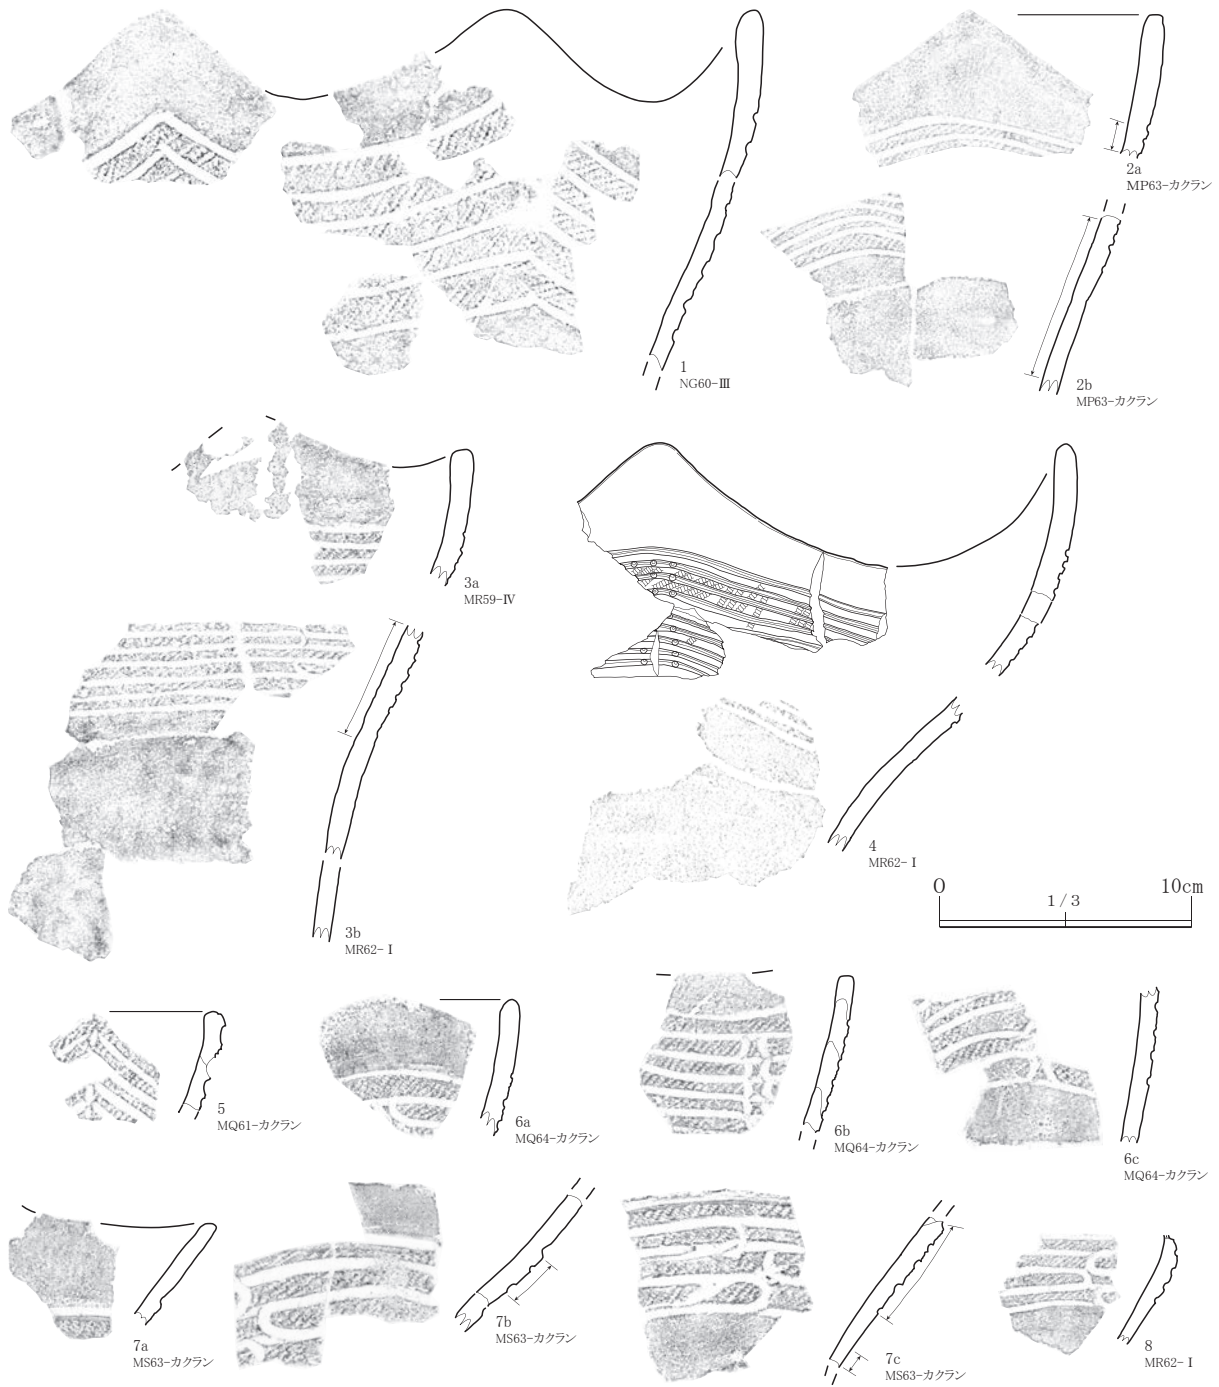 2a
MP63-カクラン
1
NG60-Ⅲ
2b
MP63-カクラン
3a
MR59-Ⅳ
4
MR62-Ⅰ
0 10cm
1/3
3b
MR62-Ⅰ
5
MQ61-カクラン
6a
MQ64-カクラン
6b
MQ64-カクラン
6c
MQ64-カクラン
7a
MS63-カクラン
7b
MS63-カクラン
7c
MS63-カクラン
8
MR62-Ⅰ